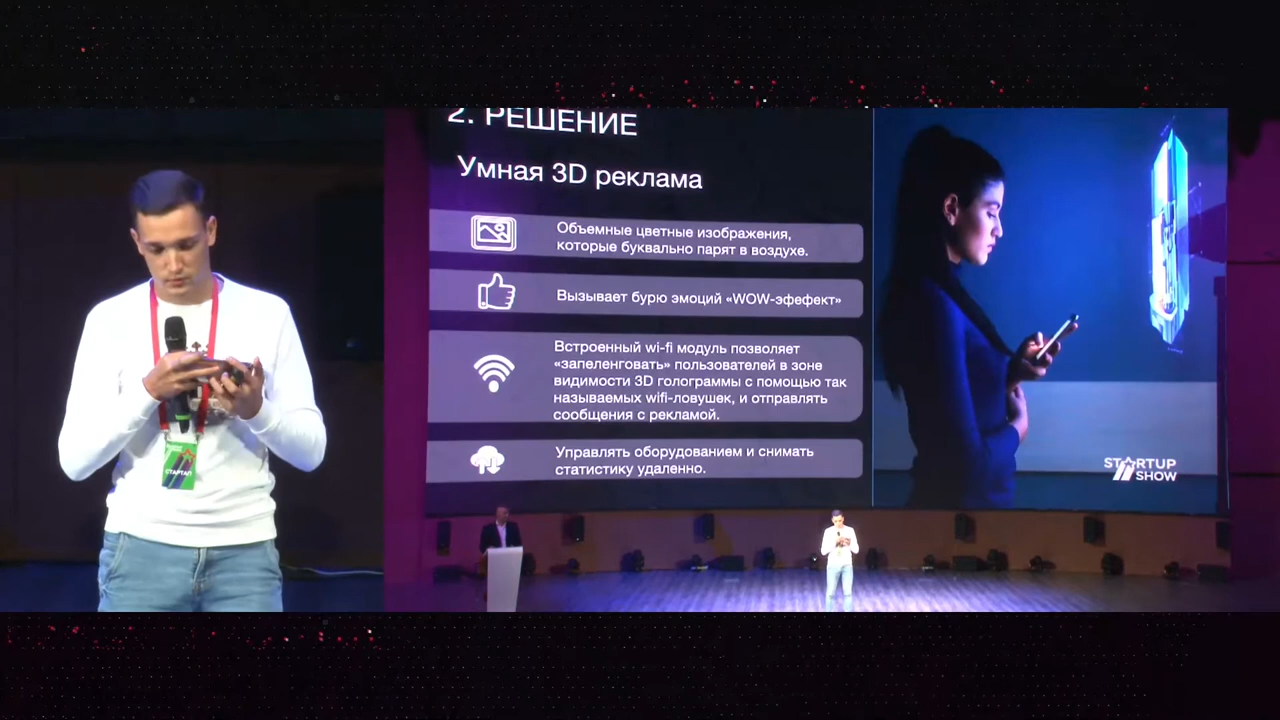 2. РЕШЕНИЕ
Умная 3D реклама
Объемные цветные изображения,
которые буквально парят в воздухе.
Вызывает бурю эмоций «WOW-эфефект»
Встроенный wi-fi модуль позволяет
«запеленговать» пользователей в зоне
видимости 3D голограммы с помощью так
называемых wifi-ловушек, и отправлять
сообщения с рекламой.
Управлять оборудованием и снимать
статистику удаленно.
STARTUP
SHOW
СТАРТАП